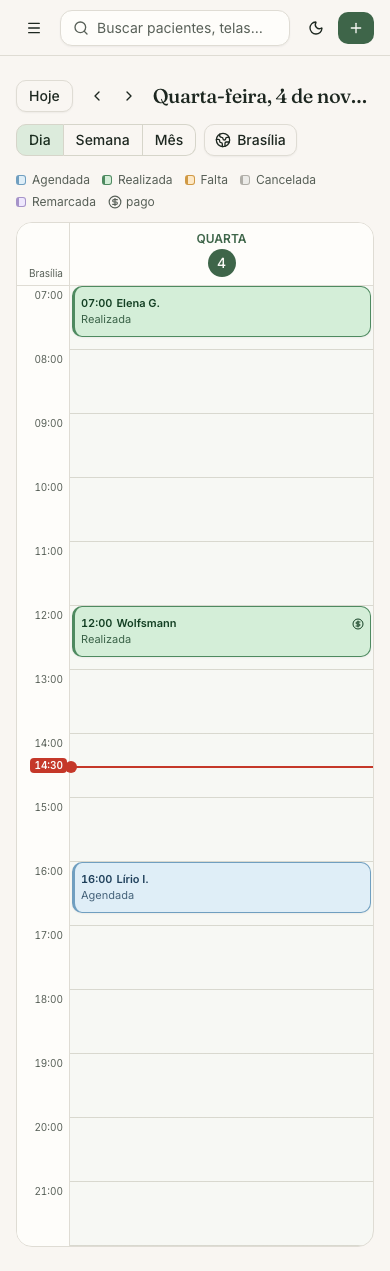 Buscar pacientes, telas...
Hoje
Quarta-feira, 4 de nov...
Dia Semana Mês Brasília
Agendada Realizada Falta Cancelada
Remarcada pago
QUARTA
Brasília 4
07:00
07:00 Elena G.
Realizada
08:00
09:00
10:00
11:00
12:00
12:00 Wolfsmann
Realizada
13:00
14:00
14:30
15:00
16:00
16:00 Lírio I.
Agendada
17:00
18:00
19:00
20:00
21:00